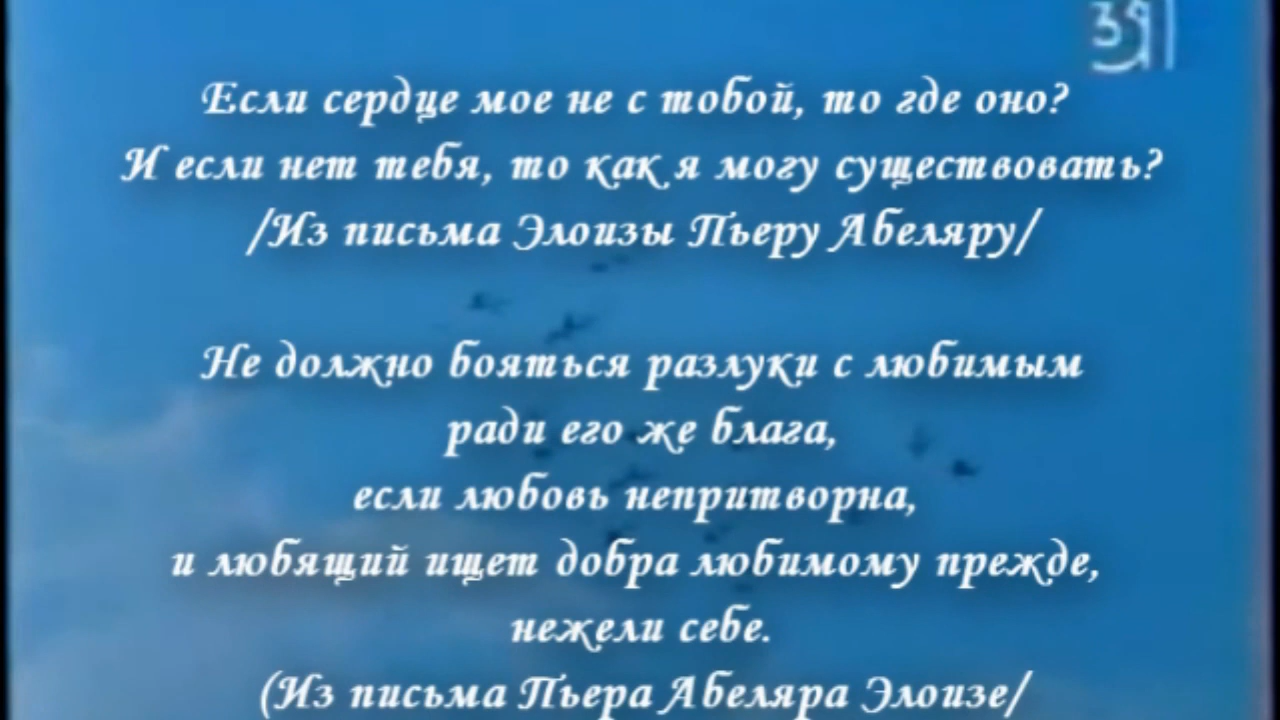 Если сердце мое не с тобой, то где оно?
И если нет тебя, то как я могу существовать?
/Из письма Элоизы Пьеру Абеляру/
Не должно бояться разлуки с любимым
ради его же блага,
если любовь непритворна,
и любящий ищет добра любимому прежде,
нежели себе.
(Из письма Пьера Абеляра Элоизе/